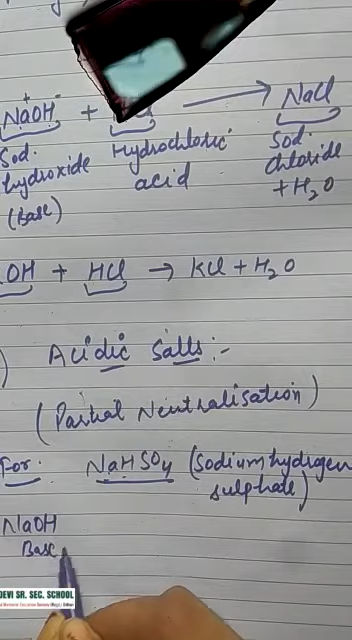 NaOH + → NaCl
Sod. hydroxide (Base)
Hydrochloric acid
Sod. chloride + H₂O
OH + HCl → KCl + H₂O
) Acidic Salts :-
(Partial Neutralisation)
For. NaHSO₄ (Sodium hydrogen
sulphate)
NaOH
Base
DEVI SR. SEC. SCHOOL